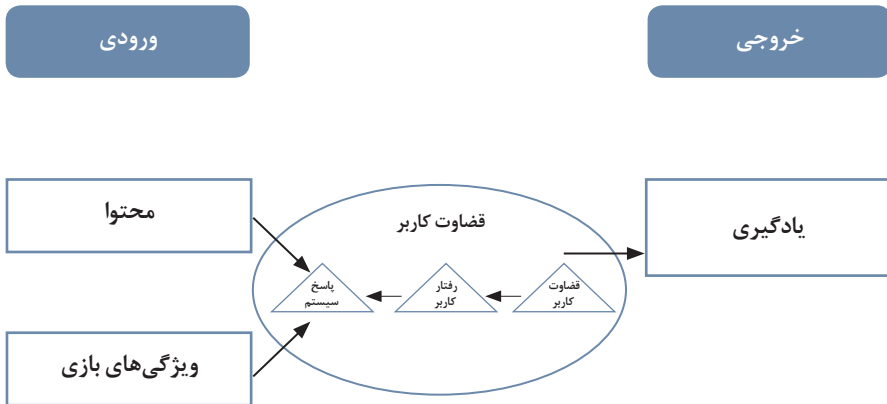 ورودی
خروجی
محتوا
قضاوت کاربر
یادگیری
پاسخ
سیستم
رفتار
کاربر
قضاوت
کاربر
ویژگی‌های بازی